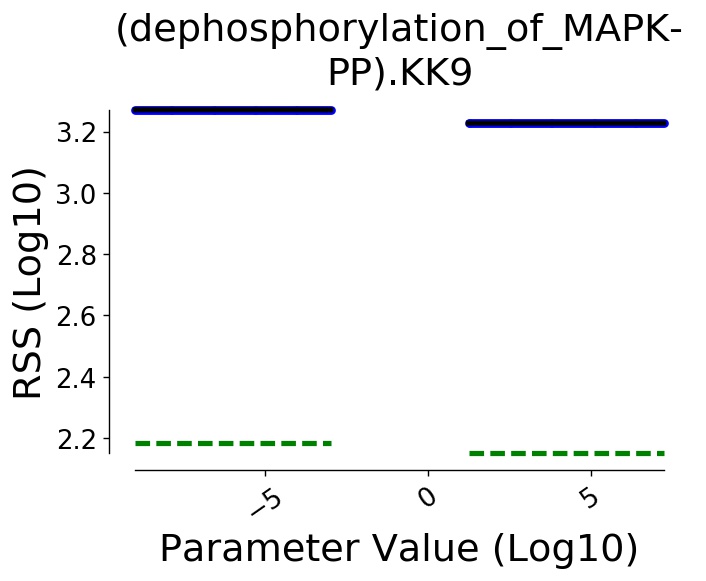 (dephosphorylation_of_MAPK-
PP).KK9
RSS (Log10)
3.2
3.0
2.8
2.6
2.4
2.2
−5
0
5
Parameter Value (Log10)